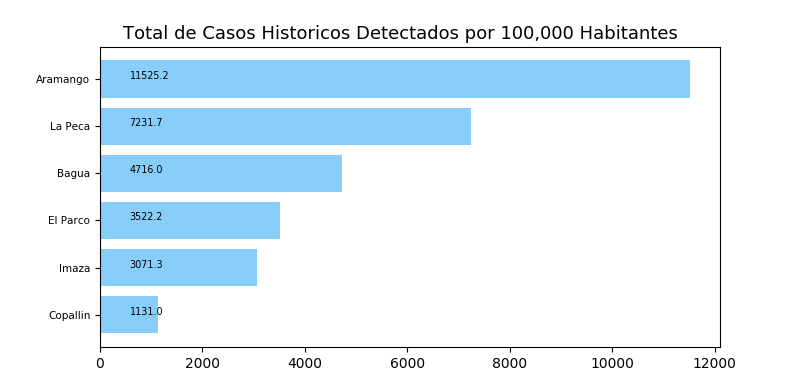 Total de Casos Historicos Detectados por 100,000 Habitantes
Aramango 11525.2
La Peca 7231.7
Bagua 4716.0
El Parco 3522.2
Imaza 3071.3
Copallin 1131.0
0 2000 4000 6000 8000 10000 12000